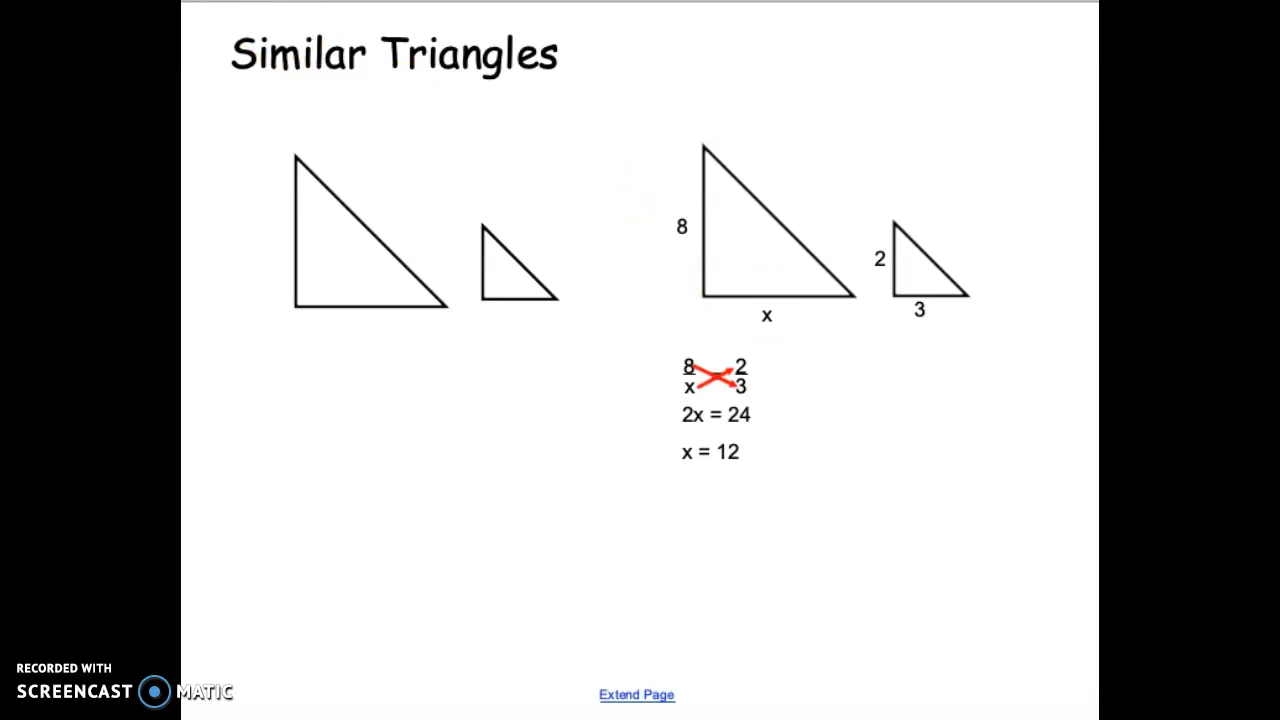 Similar Triangles
8
x
2
3
8 = 2
x 3
2x = 24
x = 12
Extend Page
RECORDED WITH
SCREENCAST MATIC